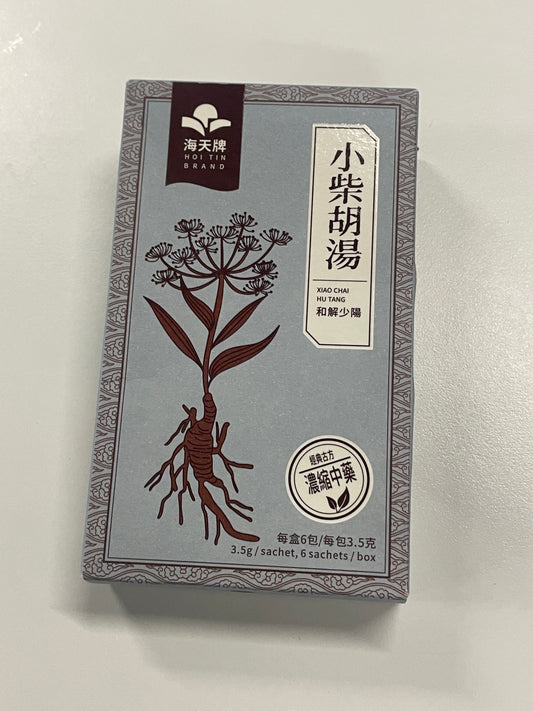 海天牌
HOI TIN
BRAND
小柴胡湯
XIAO CHAI
HU TANG
和解少陽
經典古方
濃縮中藥
每盒6包/每包3.5克
3.5g / sachet, 6 sachets / box